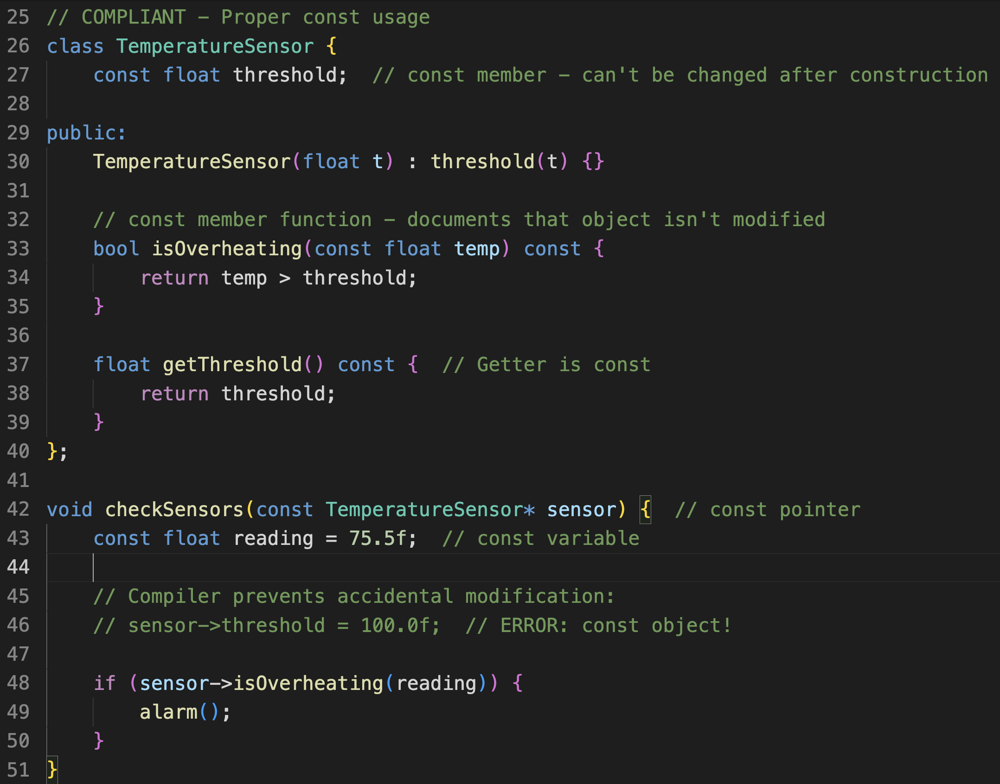 25 // COMPLIANT - Proper const usage
26 class TemperatureSensor {
27     const float threshold;  // const member - can't be changed after construction
28
29 public:
30     TemperatureSensor(float t) : threshold(t) {}
31
32     // const member function - documents that object isn't modified
33     bool isOverheating(const float temp) const {
34         return temp > threshold;
35     }
36
37     float getThreshold() const {  // Getter is const
38         return threshold;
39     }
40 };
41
42 void checkSensors(const TemperatureSensor* sensor) {  // const pointer
43     const float reading = 75.5f;  // const variable
44
45     // Compiler prevents accidental modification:
46     // sensor->threshold = 100.0f;  // ERROR: const object!
47
48     if (sensor->isOverheating(reading)) {
49         alarm();
50     }
51 }